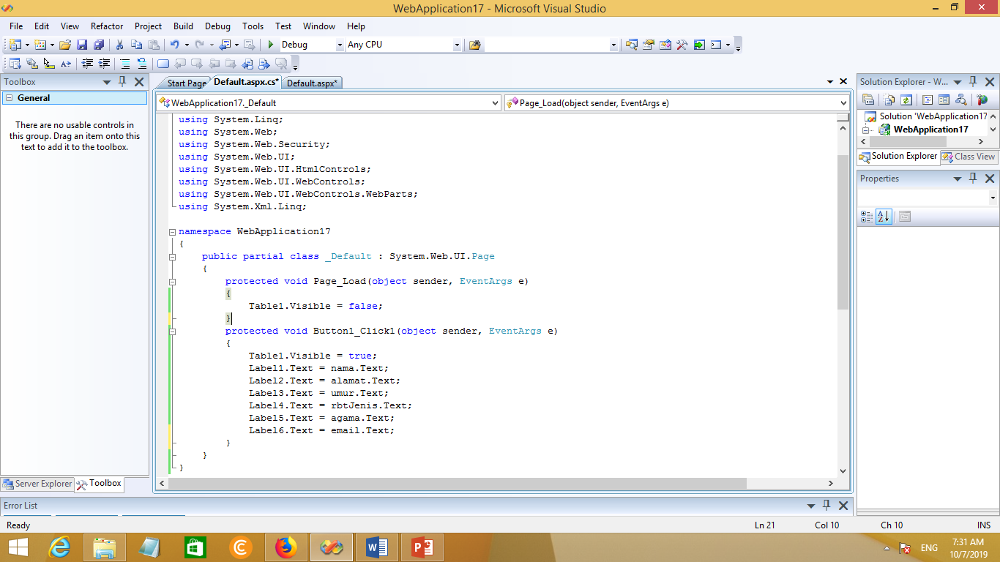 WebApplication17 - Microsoft Visual Studio
File Edit View Refactor Project Build Debug Tools Test Window Help
Debug Any CPU
Toolbox
General
There are no usable controls in
this group. Drag an item onto this
text to add it to the toolbox.
Server Explorer Toolbox
Start Page Default.aspx.cs* Default.aspx*
WebApplication17._Default Page_Load(object sender, EventArgs e)
using System.Linq;
using System.Web;
using System.Web.Security;
using System.Web.UI;
using System.Web.UI.HtmlControls;
using System.Web.UI.WebControls;
using System.Web.UI.WebControls.WebParts;
using System.Xml.Linq;
namespace WebApplication17
{
public partial class _Default : System.Web.UI.Page
{
protected void Page_Load(object sender, EventArgs e)
{
Table1.Visible = false;
}
protected void Button1_Click1(object sender, EventArgs e)
{
Table1.Visible = true;
Label1.Text = nama.Text;
Label2.Text = alamat.Text;
Label3.Text = umur.Text;
Label4.Text = rbtJenis.Text;
Label5.Text = agama.Text;
Label6.Text = email.Text;
}
}
}
Solution Explorer - W...
Solution 'WebApplication17
WebApplication17
Solution Explorer Class View
Properties
Error List
Ready Ln 21 Col 10 Ch 10 INS
ENG
7:31 AM
10/7/2019